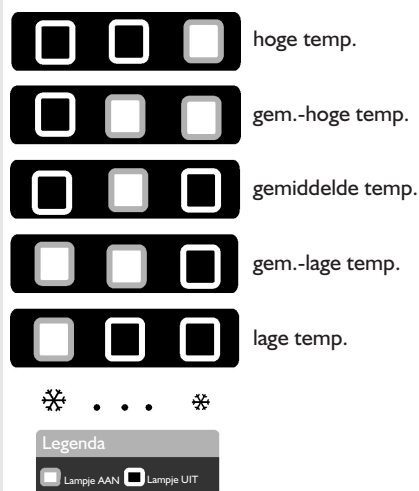 hoge temp.
gem.-hoge temp.
gemiddelde temp.
gem.-lage temp.
lage temp.
Legenda
Lampje AAN Lampje UIT